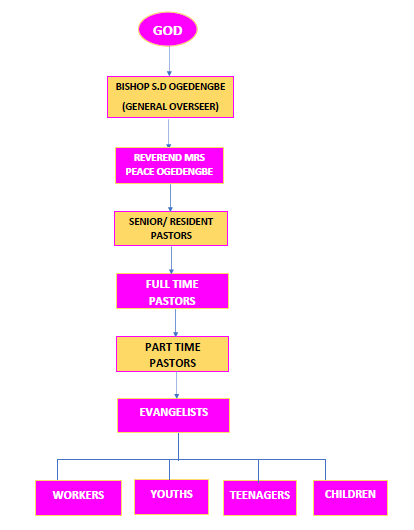 GOD
BISHOP S.D OGEDENGBE
(GENERAL OVERSEER)
REVEREND MRS
PEACE OGEDENGBE
SENIOR/ RESIDENT
PASTORS
FULL TIME
PASTORS
PART TIME
PASTORS
EVANGELISTS
WORKERS
YOUTHS
TEENAGERS
CHILDREN